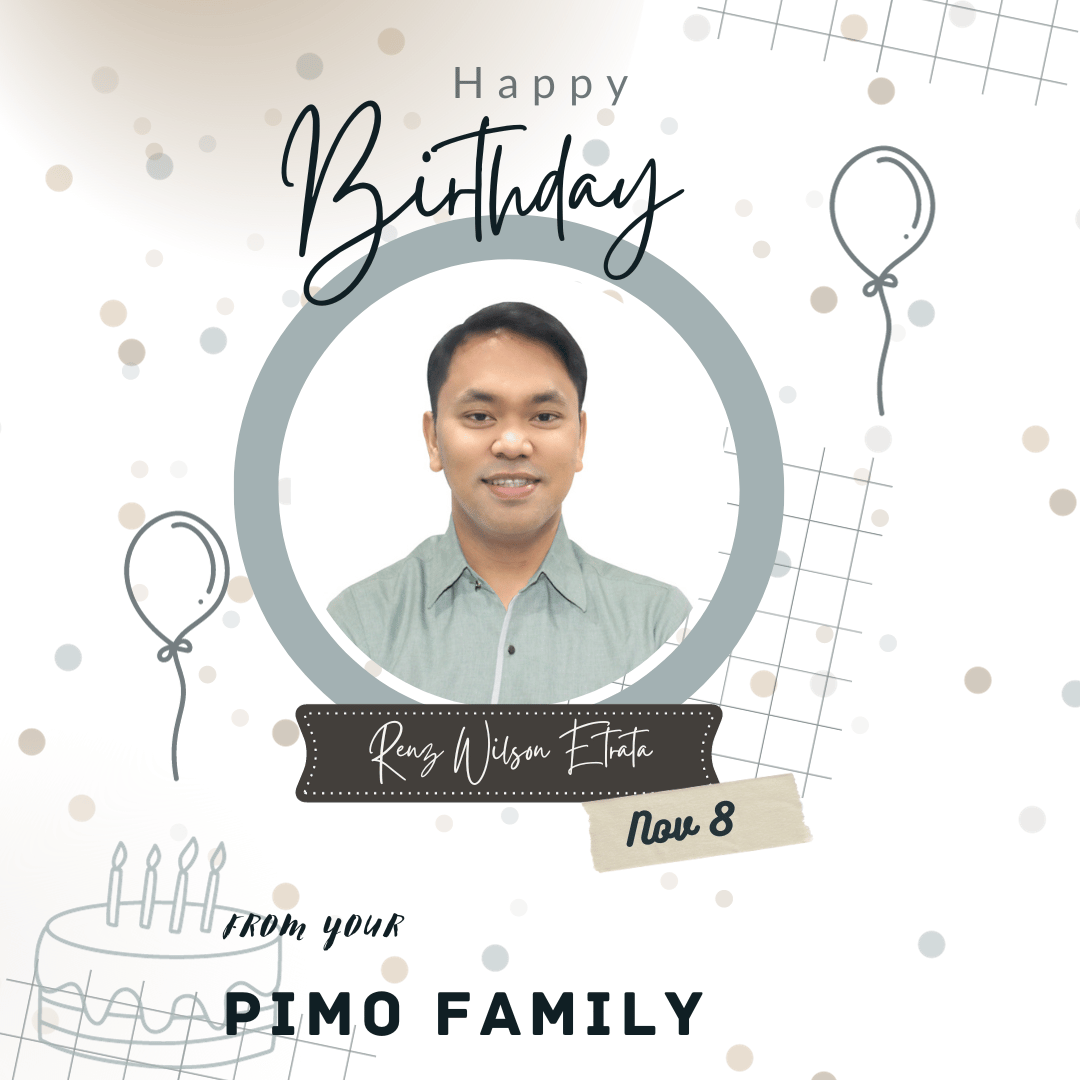 Happy
Birthday
Renz Wilson Etrata
Nov 8
FROM YOUR
PIMO FAMILY